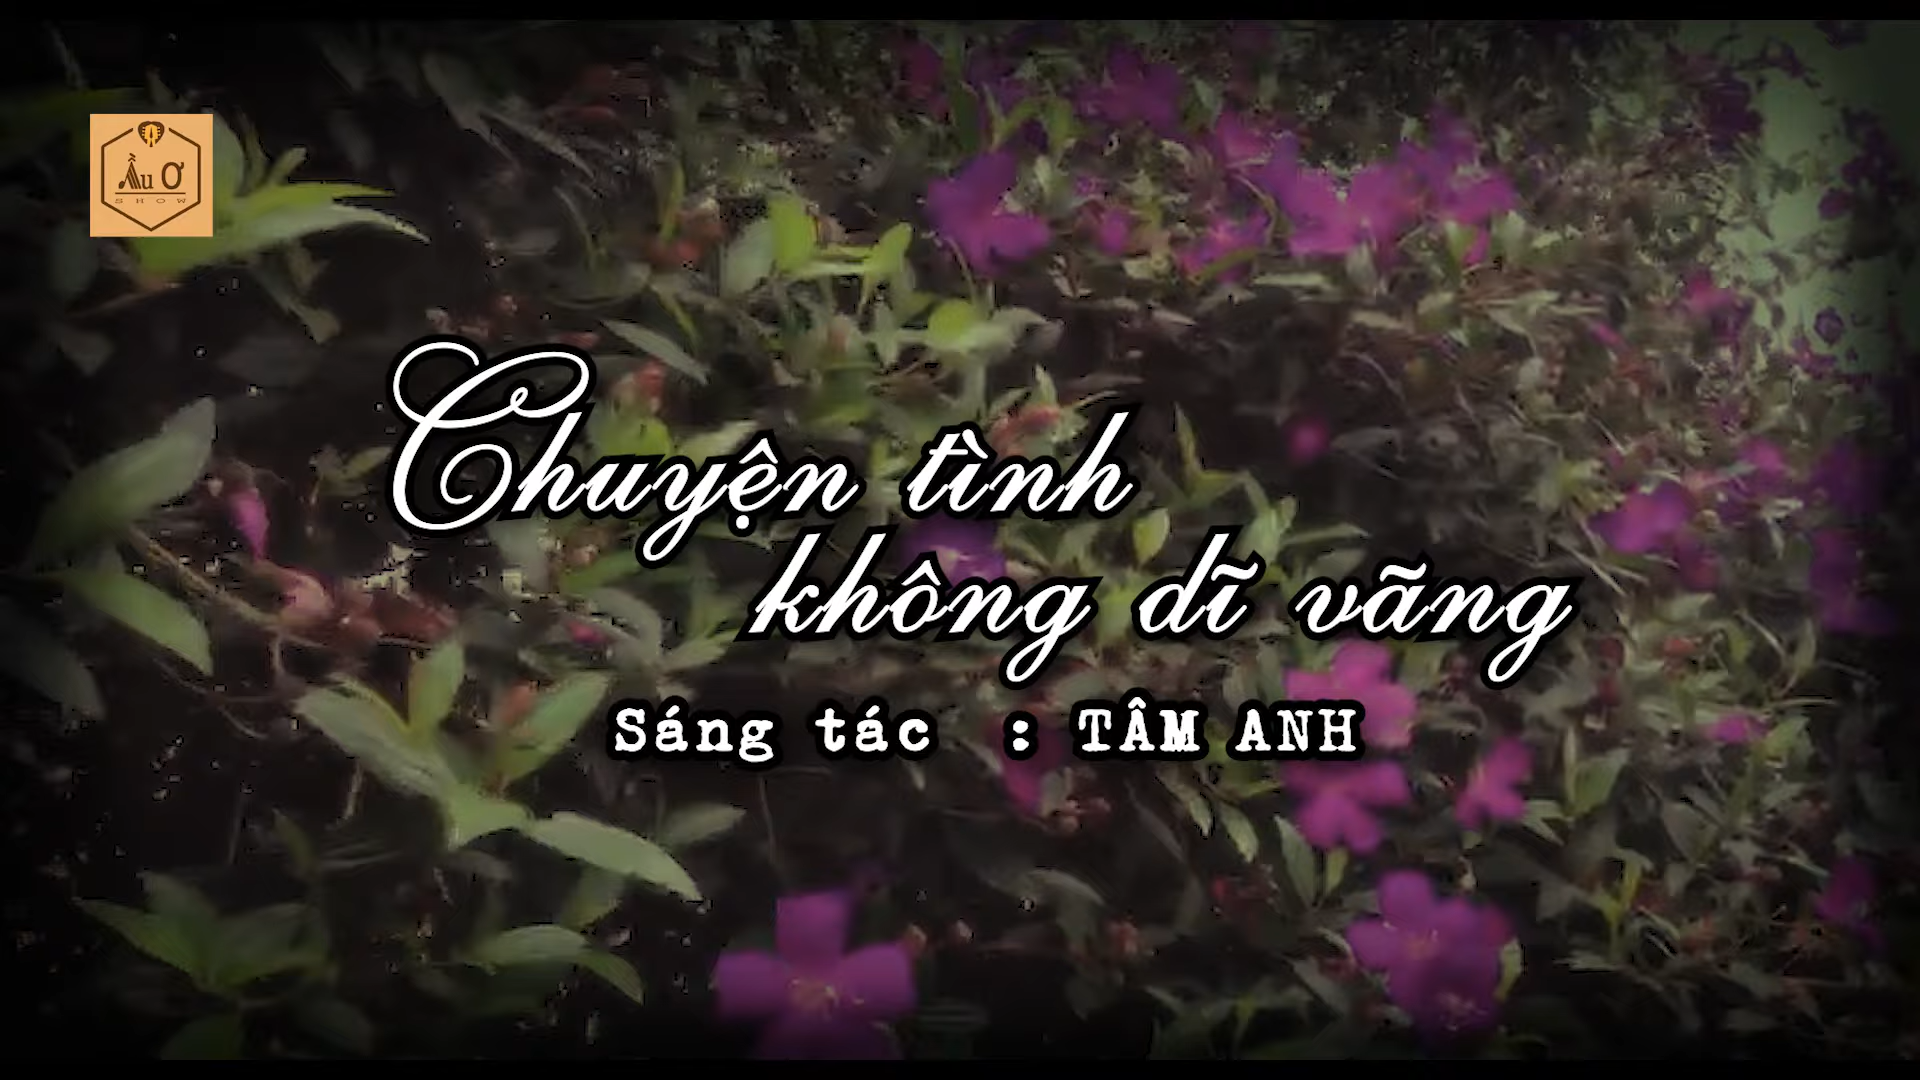 Ầu Ơ
SHOW
Chuyện tình
không dĩ vãng
Sáng tác : TÂM ANH